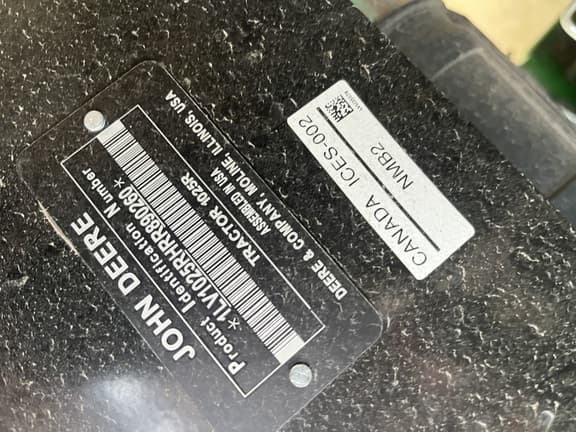 JOHN DEERE
Product Identification Number
*1LV1025RHRR890260*
TRACTOR 1025R
ASSEMBLED IN USA
DEERE & COMPANY MOLINE, ILLINOIS, USA
CANADA ICES-002
NMB2